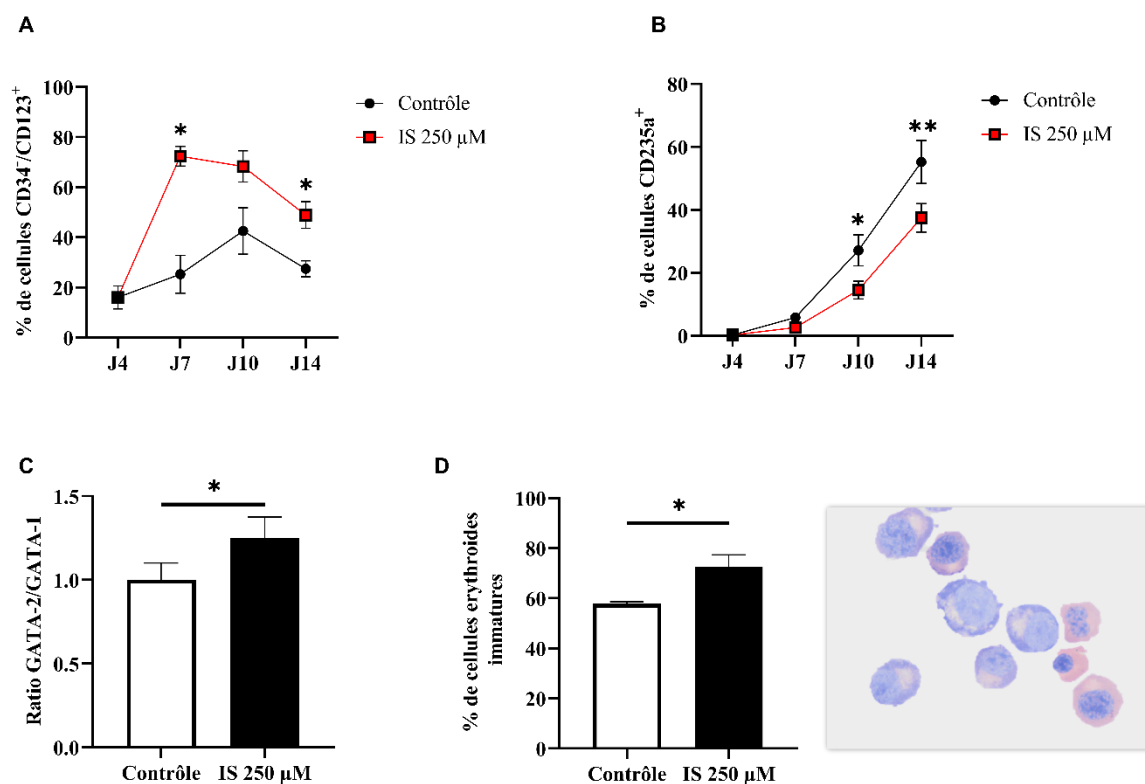 A
% de cellules CD34⁻/CD123⁺
100
80
60
40
20
0
*
*
J4 J7 J10 J14
Contrôle
IS 250 µM
B
% de cellules CD235a⁺
80
60
40
20
0
*
**
J4 J7 J10 J14
Contrôle
IS 250 µM
C
Ratio GATA-2/GATA-1
1.5
1.0
0.5
0.0
*
Contrôle IS 250 µM
D
% de cellules erythroides
immatures
100
80
60
40
20
0
*
Contrôle IS 250 µM